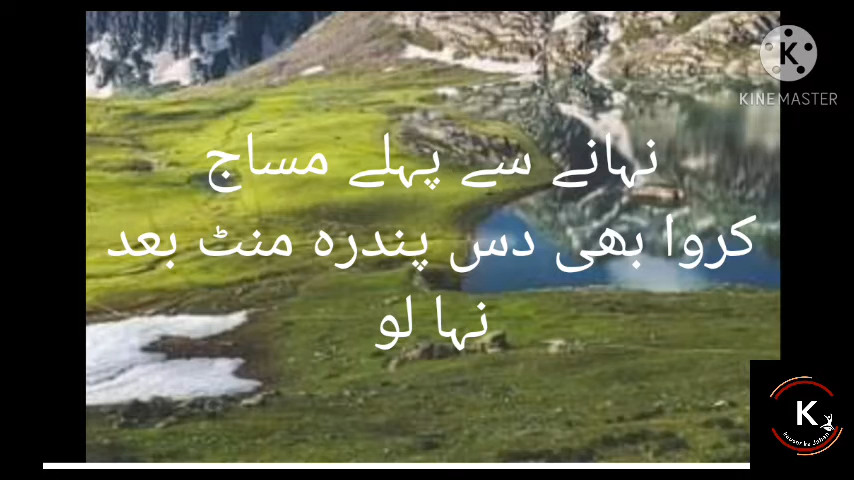 K
KINEMASTER
نہانے سے پہلے مساج
کروا بھی دس پندرہ منٹ بعد
نہا لو
K